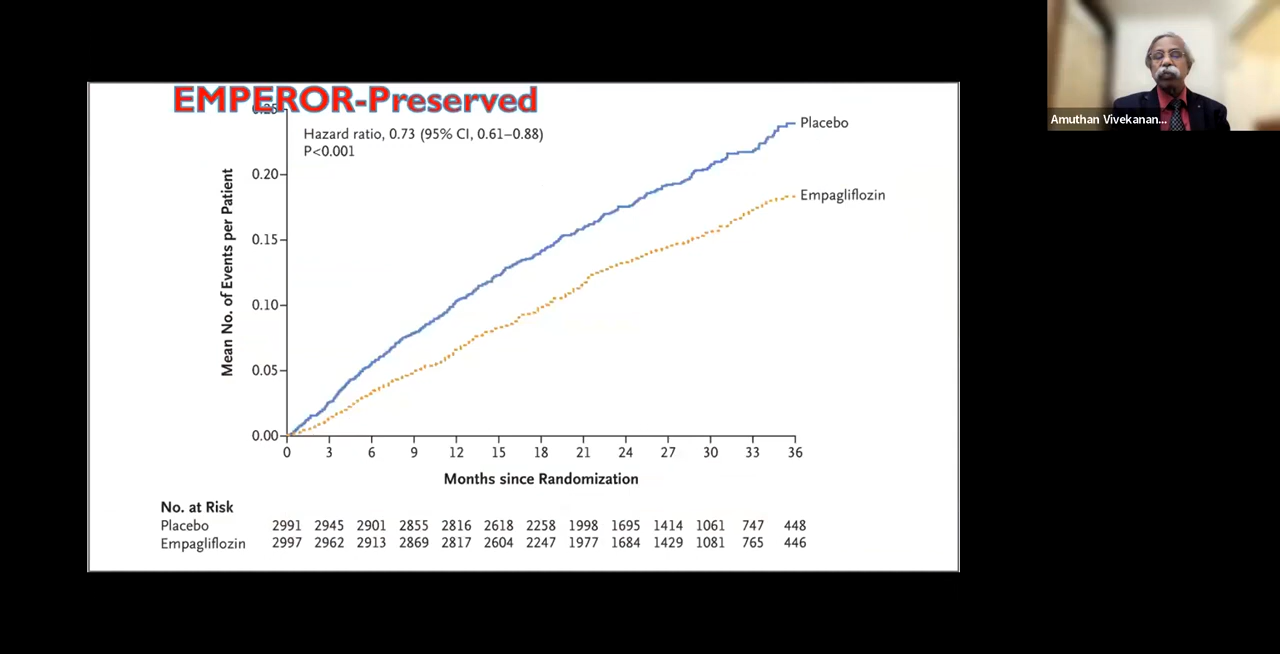 EMPEROR-Preserved
0.25
Hazard ratio, 0.73 (95% CI, 0.61–0.88)
P<0.001
Placebo
Empagliflozin
0.20
0.15
0.10
0.05
0.00
Mean No. of Events per Patient
0 3 6 9 12 15 18 21 24 27 30 33 36
Months since Randomization
No. at Risk
Placebo 2991 2945 2901 2855 2816 2618 2258 1998 1695 1414 1061 747 448
Empagliflozin 2997 2962 2913 2869 2817 2604 2247 1977 1684 1429 1081 765 446
Amuthan Vivekanan...